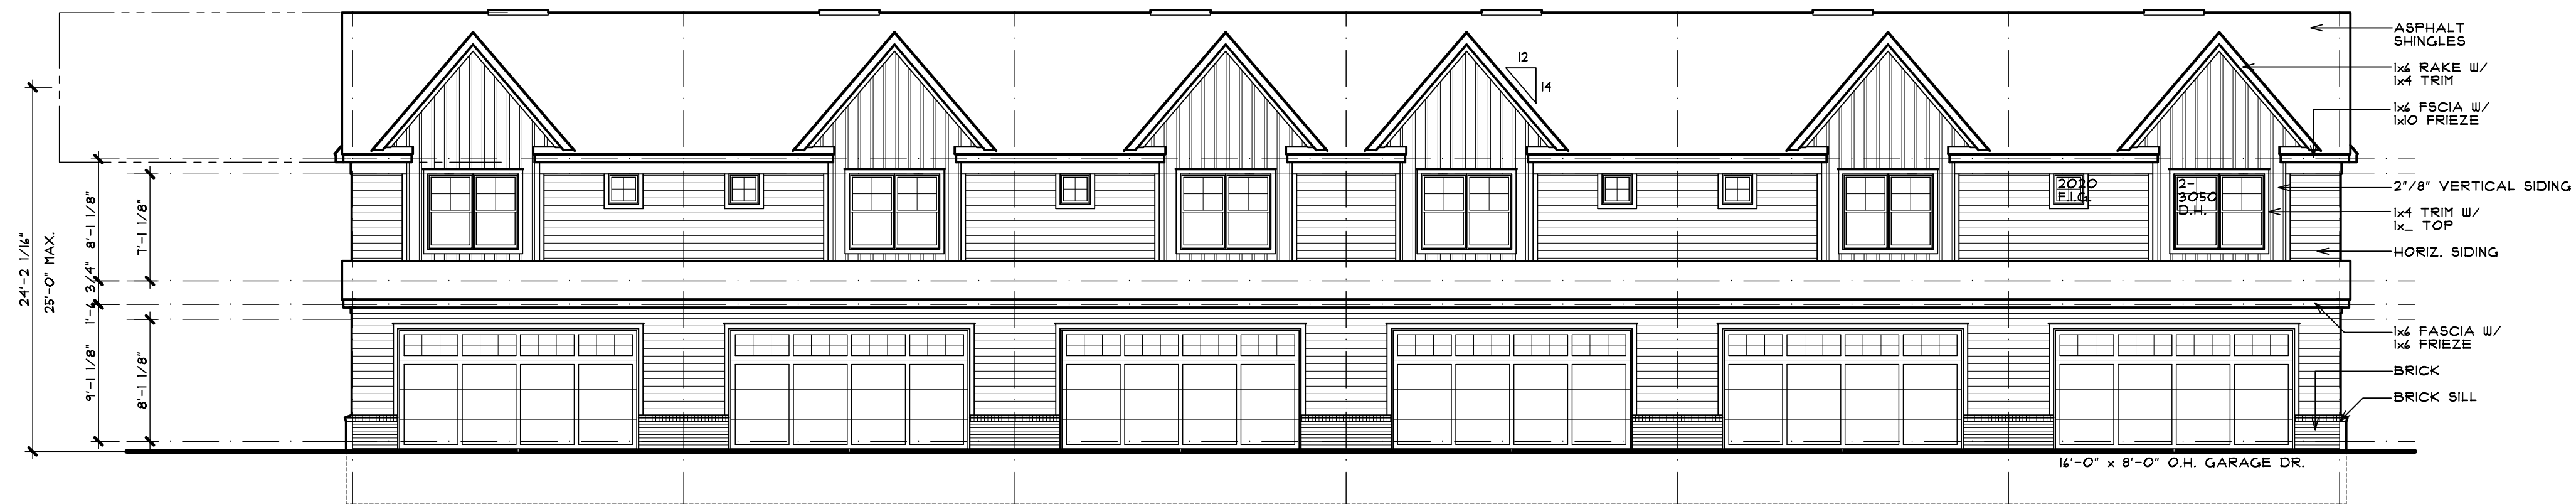 12
14
ASPHALT
SHINGLES
1x6 RAKE W/
1x4 TRIM
1x6 FSCIA W/
1x10 FRIEZE
2"/8" VERTICAL SIDING
1x4 TRIM W/
1x_ TOP
HORIZ. SIDING
1x6 FASCIA W/
1x6 FRIEZE
BRICK
BRICK SILL
2020
F.I.G.
2-
3050
D.H.
16'-0" x 8'-0" O.H. GARAGE DR.
24'-2 1/16"
25'-0" MAX.
8'-1 1/8"
7'-1 1/8"
1'-6 3/4"
9'-1 1/8"
8'-1 1/8"